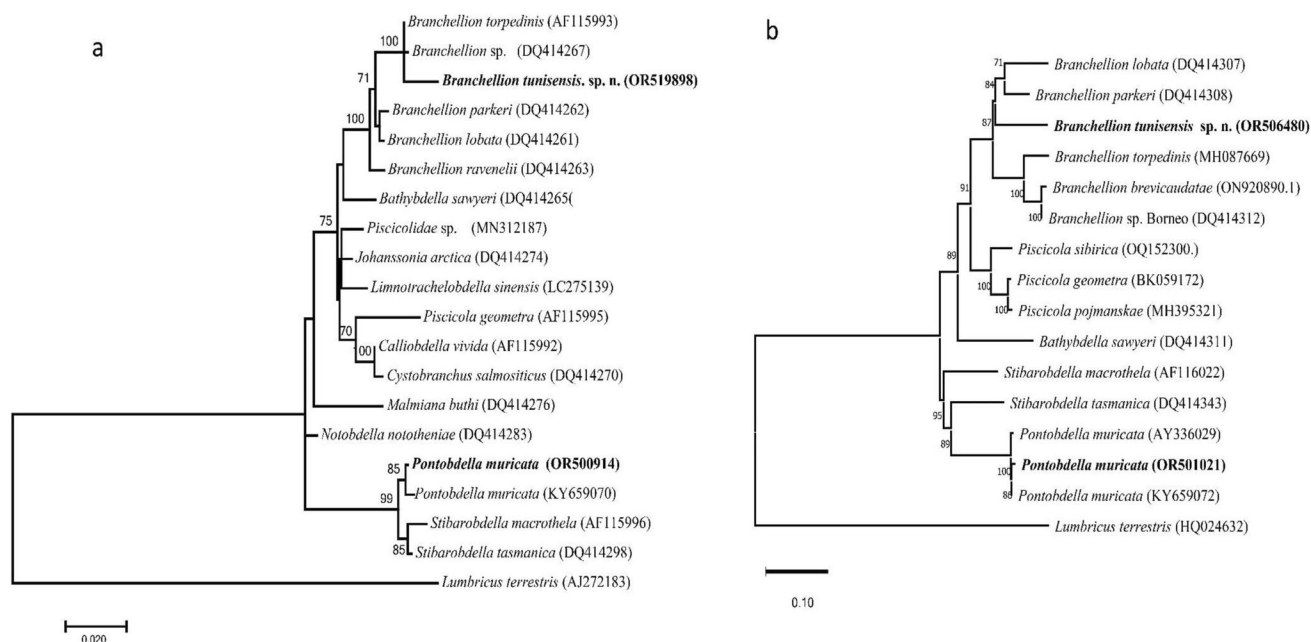 a
Branchellion torpedinis (AF115993)
100
Branchellion sp. (DQ414267)
Branchellion tunisensis. sp. n. (OR519898)
71
Branchellion parkeri (DQ414262)
100
Branchellion lobata (DQ414261)
Branchellion ravenelii (DQ414263)
Bathybdella sawyeri (DQ414265(
75
Piscicolidae sp. (MN312187)
Johanssonia arctica (DQ414274)
Limnotrachelobdella sinensis (LC275139)
Piscicola geometra (AF115995)
70
Calliobdella vivida (AF115992)
100
Cystobranchus salmositicus (DQ414270)
Malmiana buthi (DQ414276)
Notobdella nototheniae (DQ414283)
Pontobdella muricata (OR500914)
85
Pontobdella muricata (KY659070)
99
Stibarobdella macrothela (AF115996)
85
Stibarobdella tasmanica (DQ414298)
Lumbricus terrestris (AJ272183)
0.020
b
71
Branchellion lobata (DQ414307)
84
Branchellion parkeri (DQ414308)
87
Branchellion tunisensis sp. n. (OR506480)
Branchellion torpedinis (MH087669)
91
100
Branchellion brevicaudatae (ON920890.1)
100
Branchellion sp. Borneo (DQ414312)
Piscicola sibirica (OQ152300.)
89
100
Piscicola geometra (BK059172)
100
Piscicola pojmanskae (MH395321)
Bathybdella sawyeri (DQ414311)
Stibarobdella macrothela (AF116022)
95
Stibarobdella tasmanica (DQ414343)
89
Pontobdella muricata (AY336029)
100
Pontobdella muricata (OR501021)
86
Pontobdella muricata (KY659072)
Lumbricus terrestris (HQ024632)
0.10